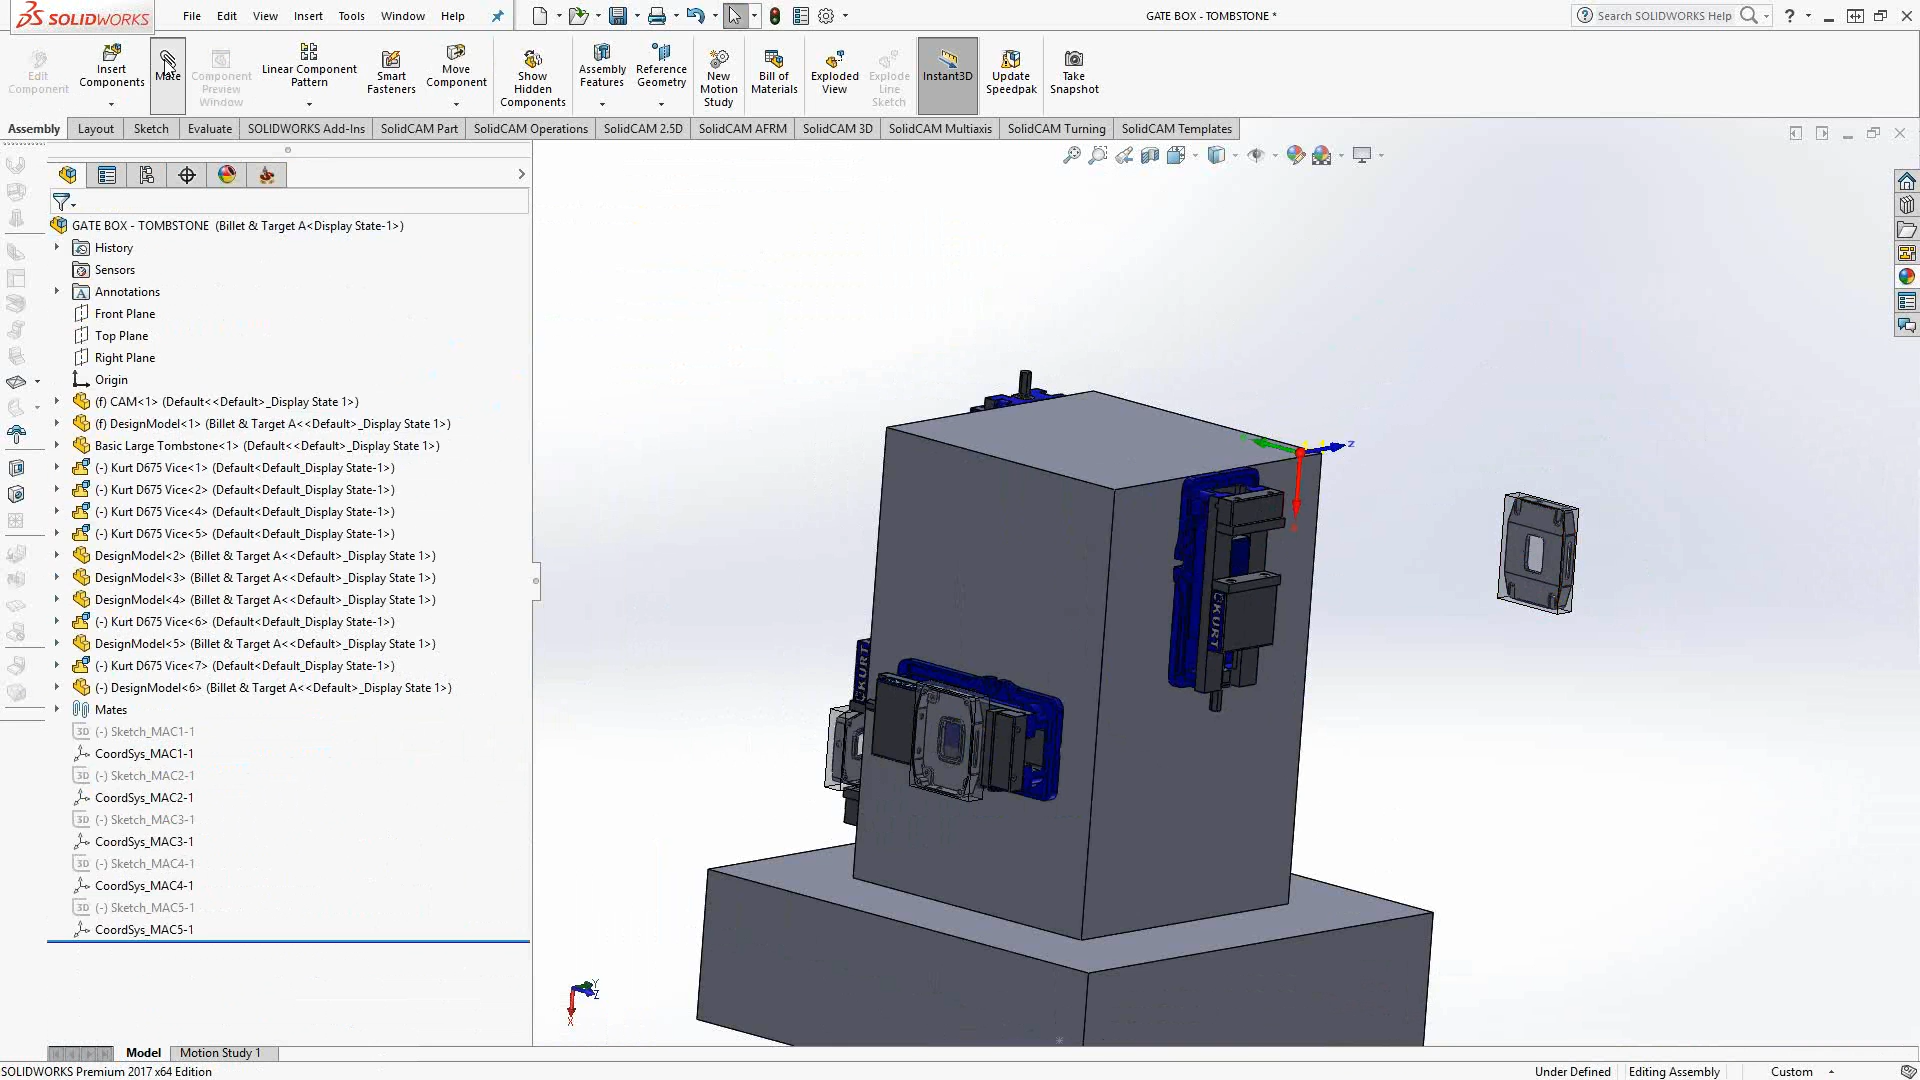 SOLIDWORKS
File Edit View Insert Tools Window Help
GATE BOX - TOMBSTONE *
Search SOLIDWORKS Help
Edit Component
Insert Components
Mate
Component Preview Window
Linear Component Pattern
Smart Fasteners
Move Component
Show Hidden Components
Assembly Features
Reference Geometry
New Motion Study
Bill of Materials
Exploded View
Explode Line Sketch
Instant3D
Update Speedpak
Take Snapshot
Assembly Layout Sketch Evaluate SOLIDWORKS Add-Ins SolidCAM Part SolidCAM Operations SolidCAM 2.5D SolidCAM AFRM SolidCAM 3D SolidCAM Multiaxis SolidCAM Turning SolidCAM Templates
GATE BOX - TOMBSTONE (Billet & Target A<Display State-1>)
History
Sensors
Annotations
Front Plane
Top Plane
Right Plane
Origin
(f) CAM<1> (Default<<Default>_Display State 1>)
(f) DesignModel<1> (Billet & Target A<<Default>_Display State 1>)
Basic Large Tombstone<1> (Default<<Default>_Display State 1>)
(-) Kurt D675 Vice<1> (Default<Default_Display State-1>)
(-) Kurt D675 Vice<2> (Default<Default_Display State-1>)
(-) Kurt D675 Vice<4> (Default<Default_Display State-1>)
(-) Kurt D675 Vice<5> (Default<Default_Display State-1>)
DesignModel<2> (Billet & Target A<<Default>_Display State 1>)
DesignModel<3> (Billet & Target A<<Default>_Display State 1>)
DesignModel<4> (Billet & Target A<<Default>_Display State 1>)
(-) Kurt D675 Vice<6> (Default<Default_Display State-1>)
DesignModel<5> (Billet & Target A<<Default>_Display State 1>)
(-) Kurt D675 Vice<7> (Default<Default_Display State-1>)
(-) DesignModel<6> (Billet & Target A<<Default>_Display State 1>)
Mates
3D (-) Sketch_MAC1-1
CoordSys_MAC1-1
3D (-) Sketch_MAC2-1
CoordSys_MAC2-1
3D (-) Sketch_MAC3-1
CoordSys_MAC3-1
3D (-) Sketch_MAC4-1
CoordSys_MAC4-1
3D (-) Sketch_MAC5-1
CoordSys_MAC5-1
Z
KURT
KURT
Y
Z
X
Model Motion Study 1
SOLIDWORKS Premium 2017 x64 Edition
Under Defined Editing Assembly Custom